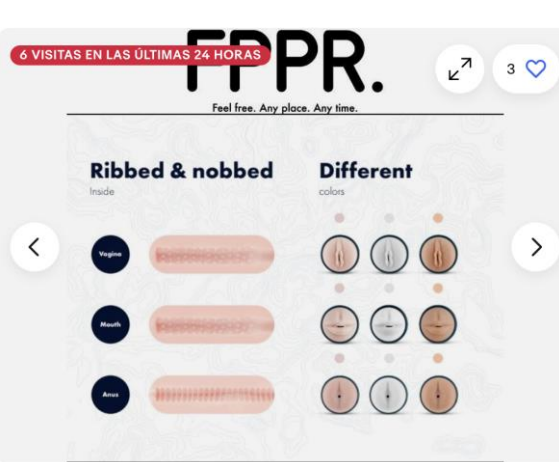 6 VISITAS EN LAS ÚLTIMAS 24 HORAS
FPPR.
3
Feel free. Any place. Any time.
Ribbed & nobbed
Inside
Different
colors
Vagina
Mouth
Anus